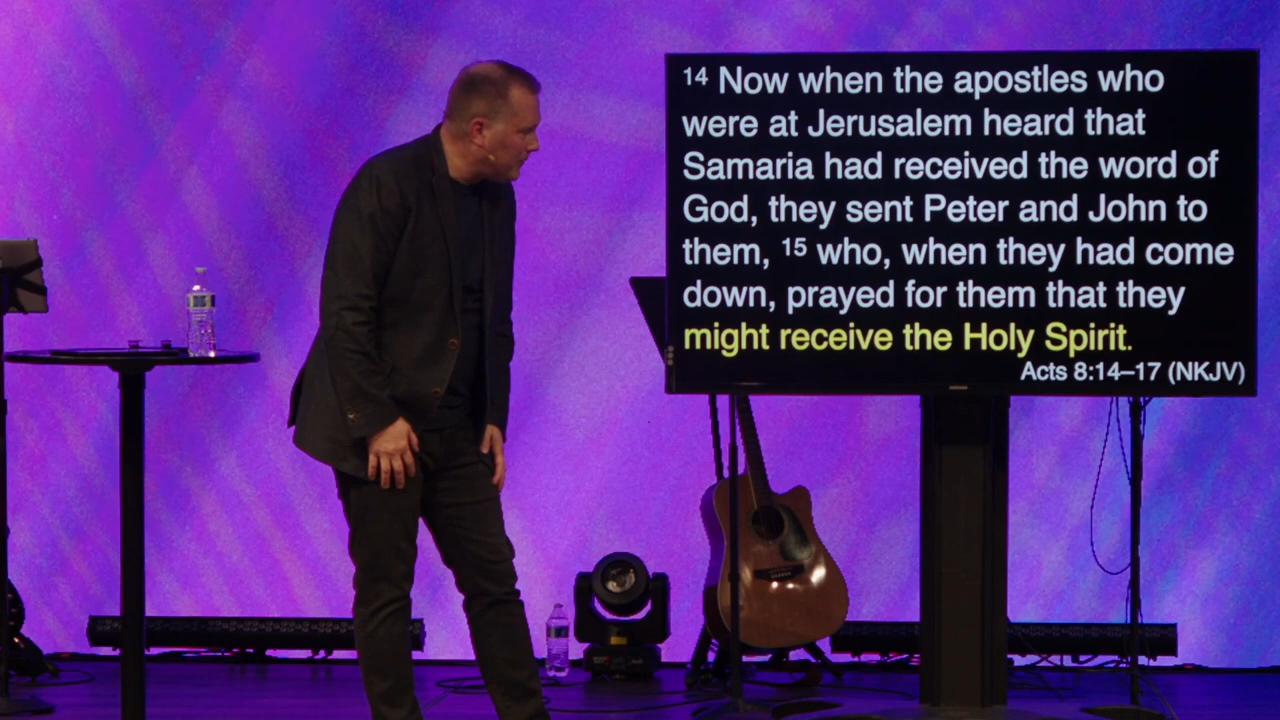 14 Now when the apostles who
were at Jerusalem heard that
Samaria had received the word of
God, they sent Peter and John to
them, 15 who, when they had come
down, prayed for them that they
might receive the Holy Spirit.
Acts 8:14–17 (NKJV)